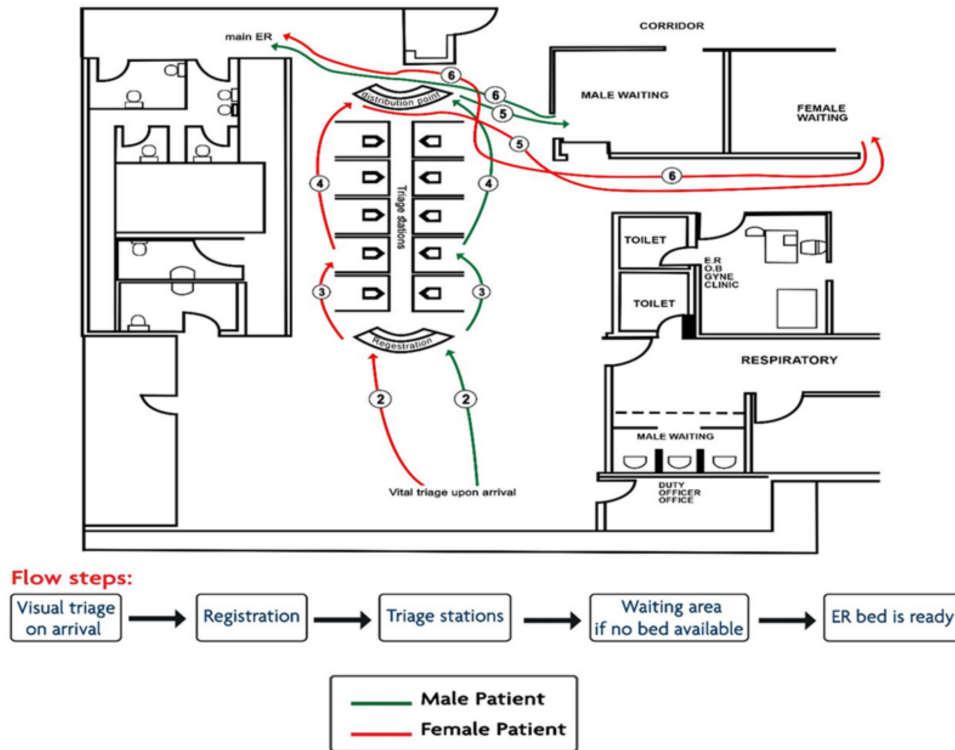 CORRIDOR
main ER
6
6
MALE WAITING
distribution point
5
FEMALE
WAITING
5
6
4
4
Triage stations
TOILET
E.R
O.B
GYNE
CLINIC
3
3
TOILET
Regestration
RESPIRATORY
2
2
MALE WAITING
Vital triage upon arrival
DUTY
OFFICER
OFFICE
Flow steps:
Visual triage
on arrival
Registration
Triage stations
Waiting area
if no bed available
ER bed is ready
Male Patient
Female Patient